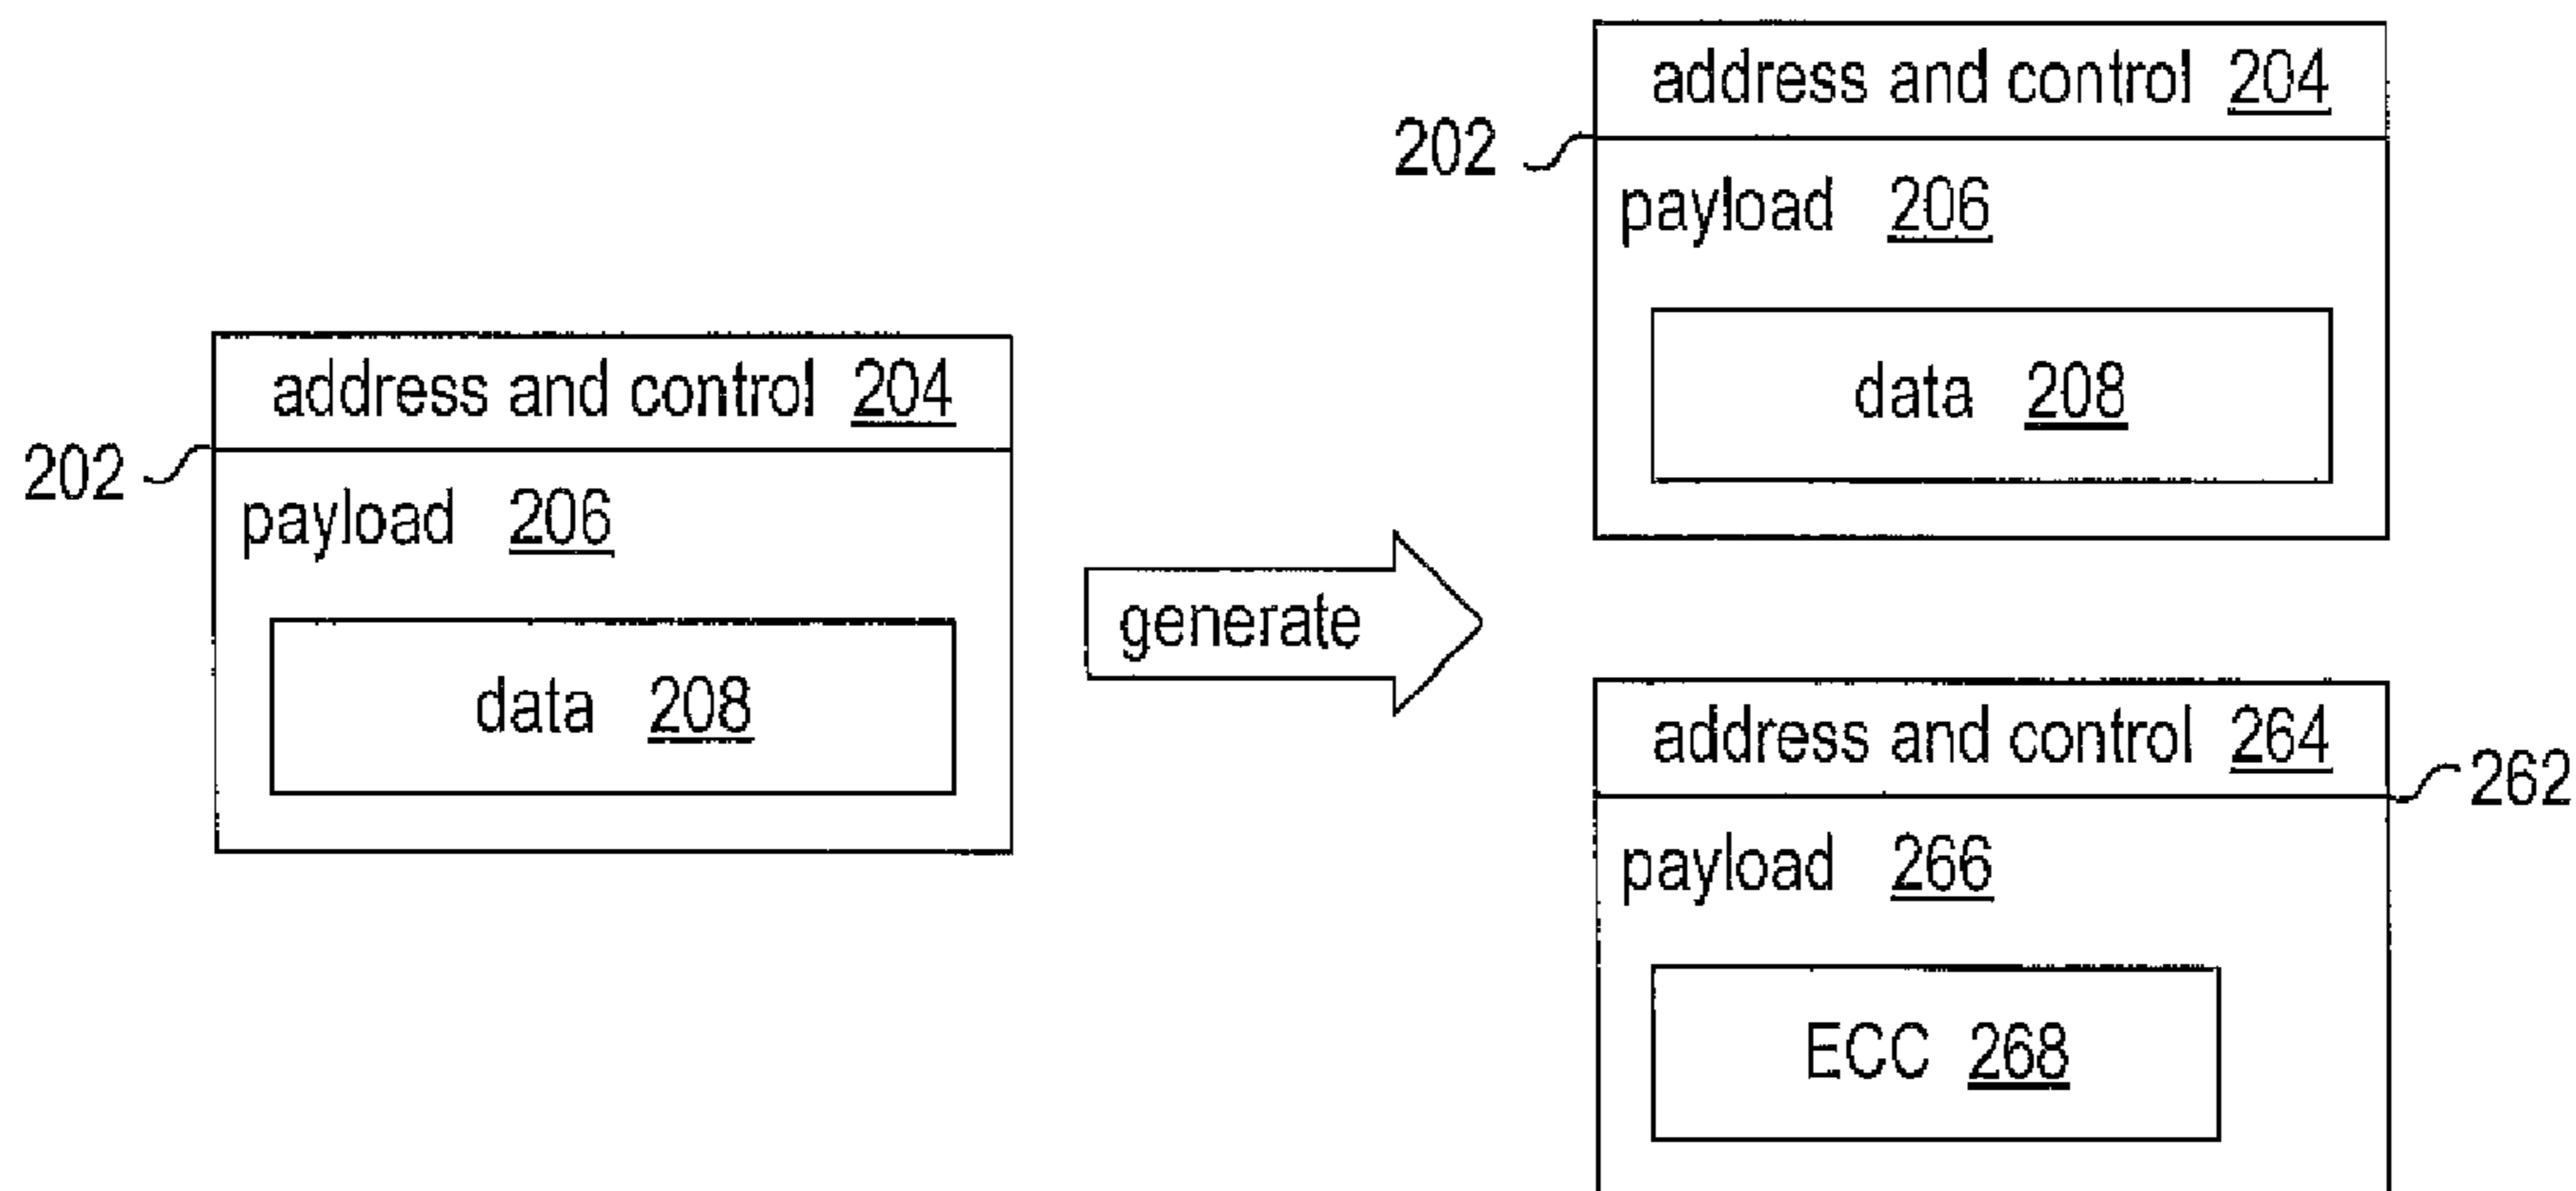 address and control 204
202
payload 206
data 208
generate
address and control 204
202
payload 206
data 208
address and control 264
262
payload 266
ECC 268